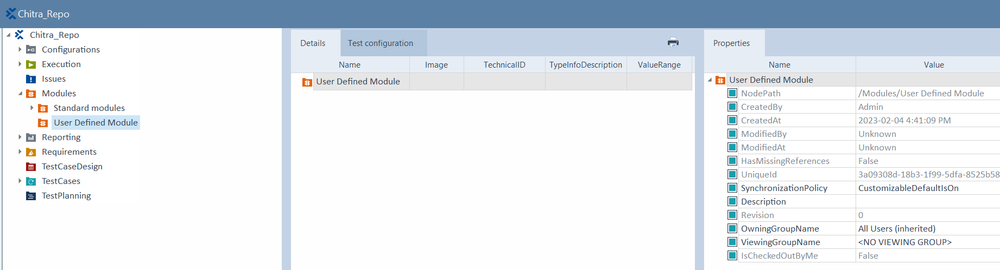 Chitra_Repo
Chitra_Repo
Configurations
Execution
Issues
Modules
Standard modules
User Defined Module
Reporting
Requirements
TestCaseDesign
TestCases
TestPlanning
Details Test configuration
Name Image TechnicalID TypeInfoDescription ValueRange
User Defined Module
Properties
Name Value
User Defined Module
NodePath /Modules/User Defined Module
CreatedBy Admin
CreatedAt 2023-02-04 4:41:09 PM
ModifiedBy Unknown
ModifiedAt Unknown
HasMissingReferences False
UniqueId 3a09308d-18b3-1f99-5dfa-8525b58
SynchronizationPolicy CustomizableDefaultIsOn
Description
Revision 0
OwningGroupName All Users (inherited)
ViewingGroupName <NO VIEWING GROUP>
IsCheckedOutByMe False